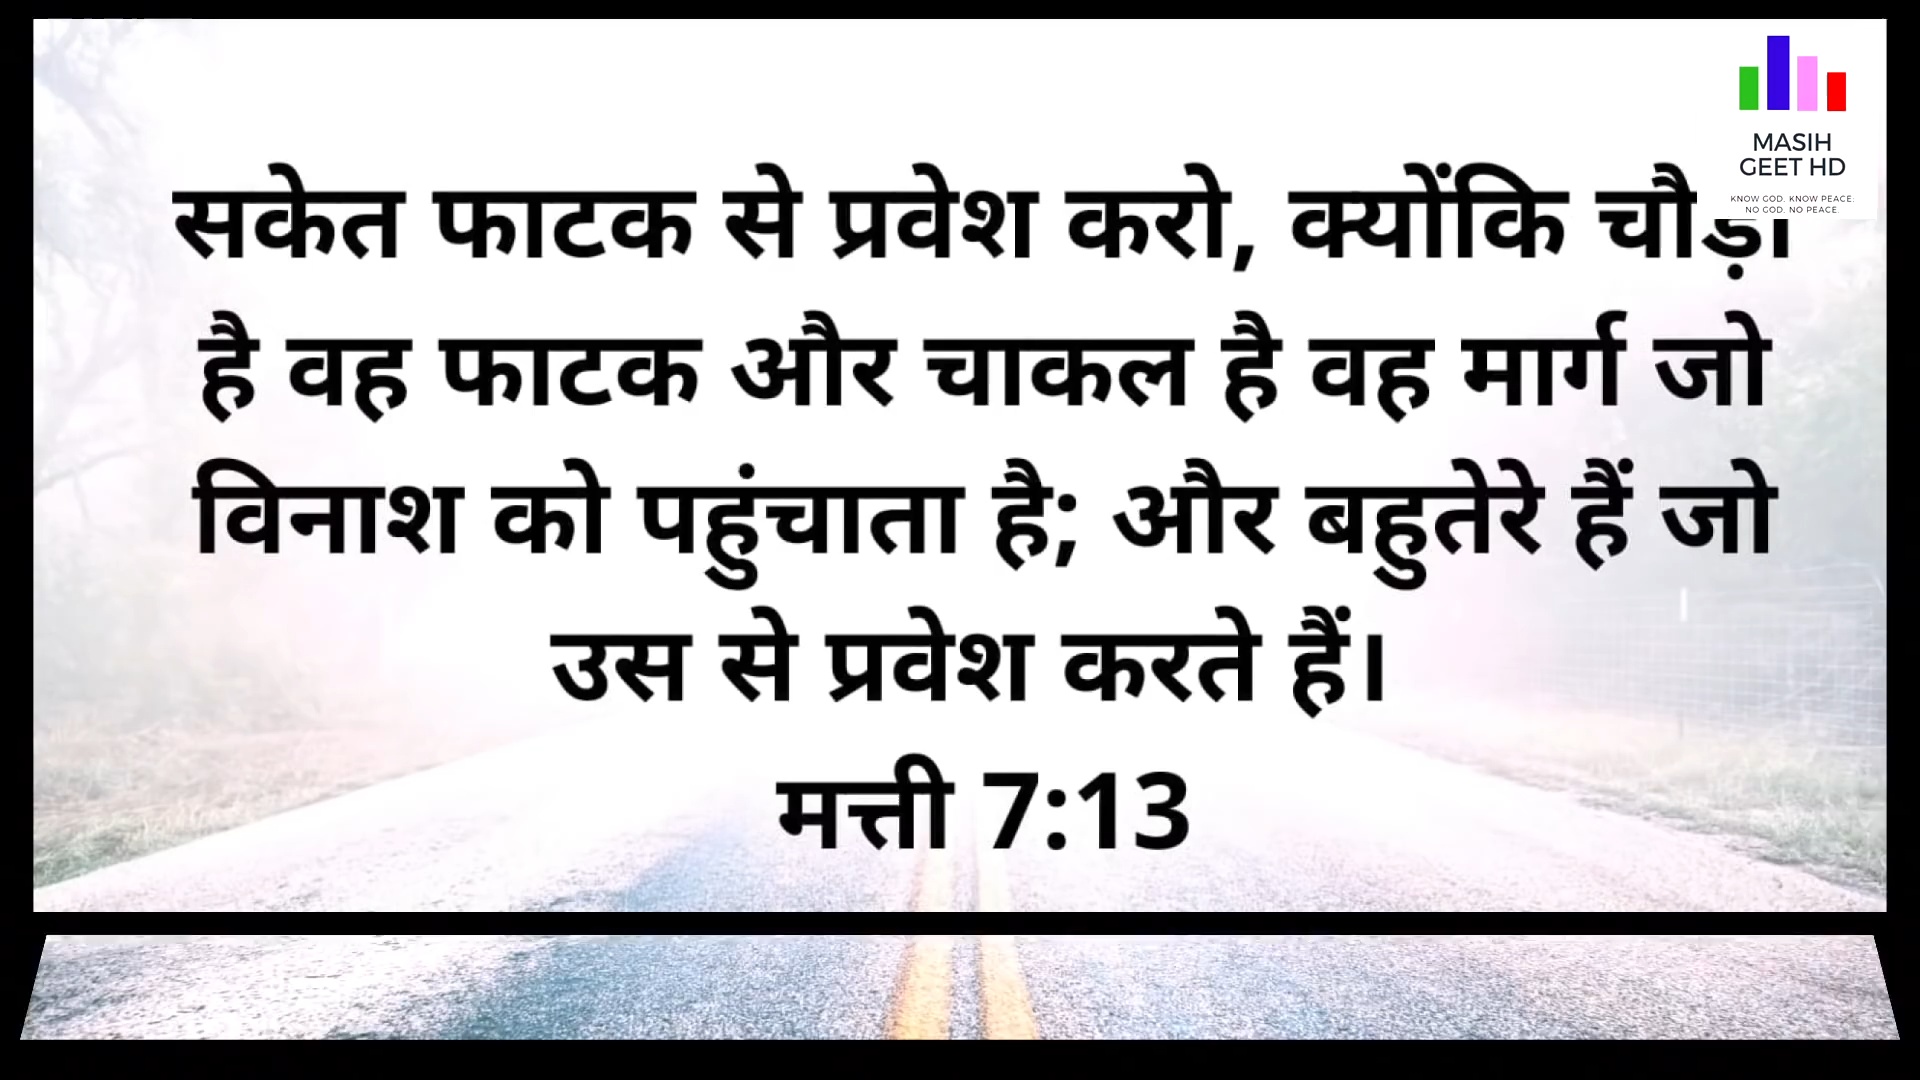 MASIH
GEET HD
KNOW GOD. KNOW PEACE.
NO GOD. NO PEACE.
सकेत फाटक से प्रवेश करो, क्योंकि चौड़ा
है वह फाटक और चाकल है वह मार्ग जो
विनाश को पहुंचाता है; और बहुतेरे हैं जो
उस से प्रवेश करते हैं।
मत्ती 7:13